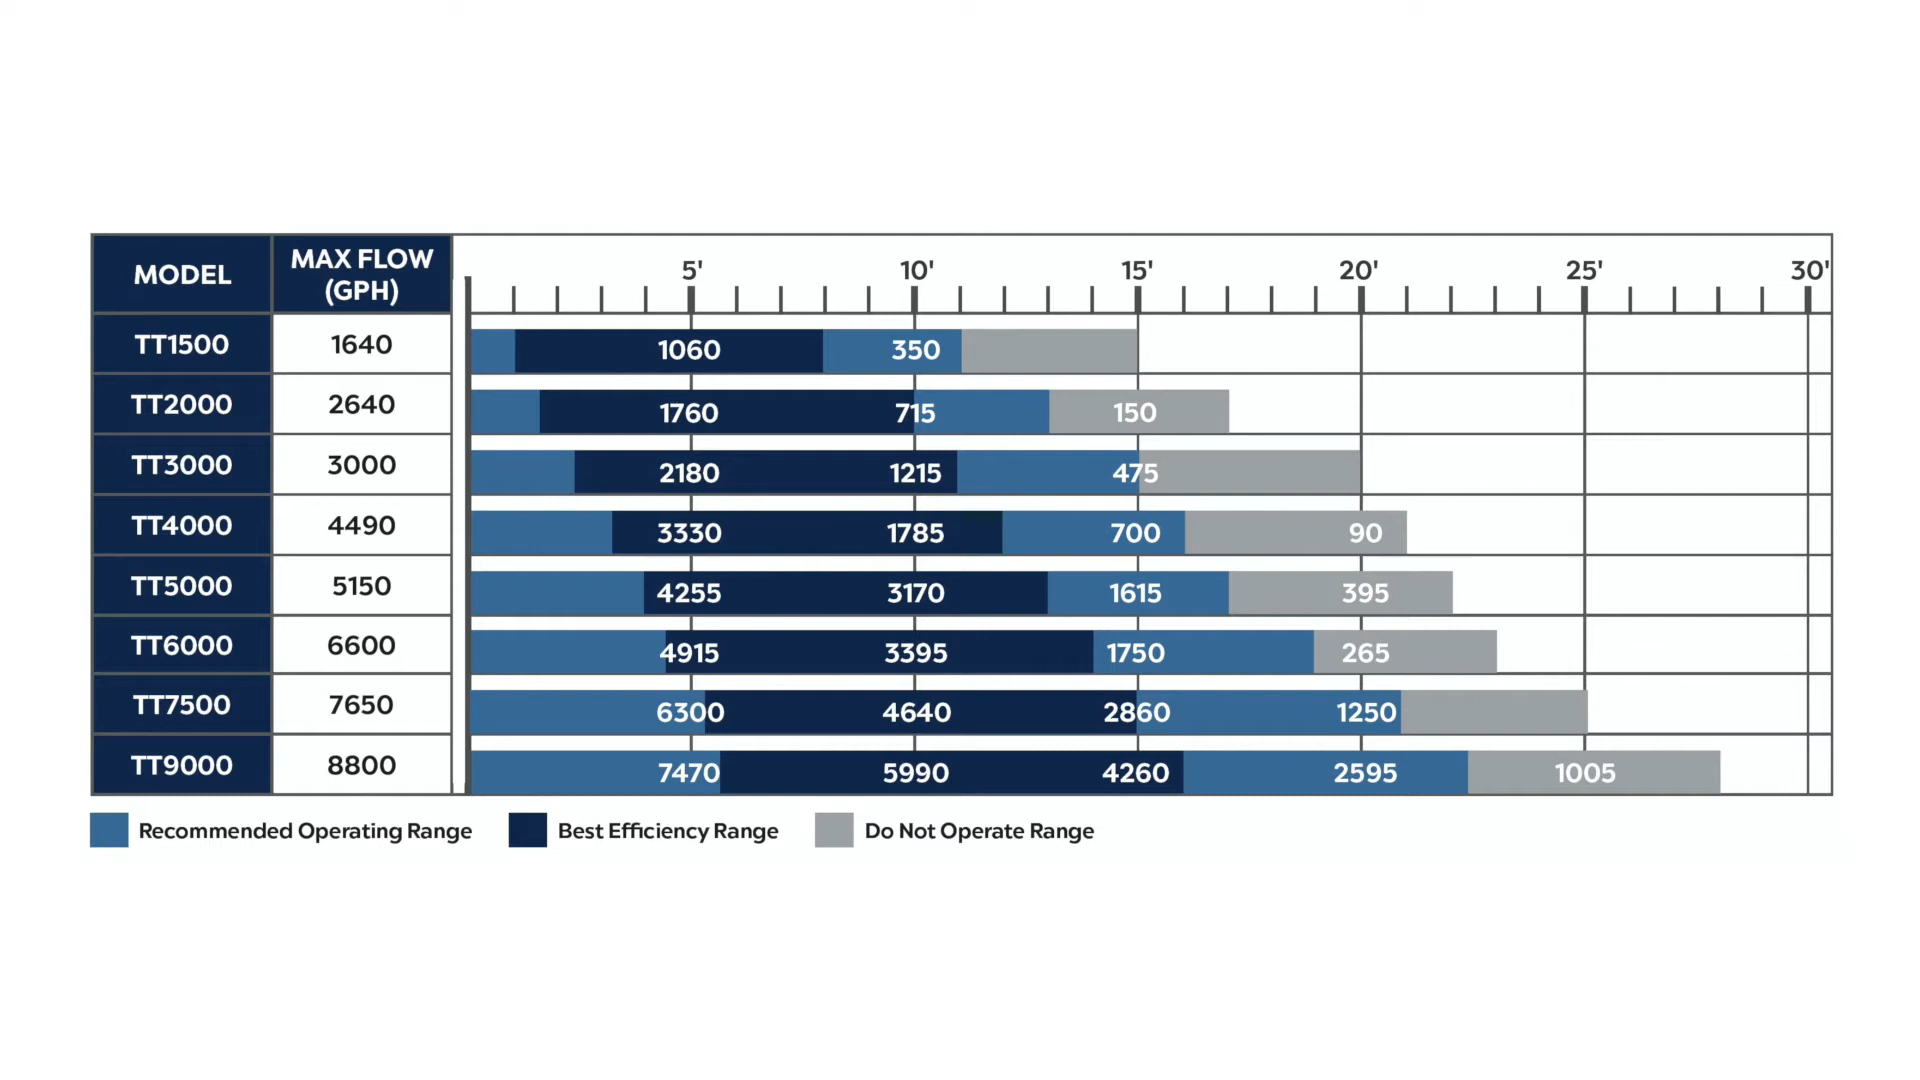 MODEL
MAX FLOW
(GPH)
5' 10' 15' 20' 25' 30'
TT1500 1640 1060 350
TT2000 2640 1760 715 150
TT3000 3000 2180 1215 475
TT4000 4490 3330 1785 700 90
TT5000 5150 4255 3170 1615 395
TT6000 6600 4915 3395 1750 265
TT7500 7650 6300 4640 2860 1250
TT9000 8800 7470 5990 4260 2595 1005
Recommended Operating Range Best Efficiency Range Do Not Operate Range